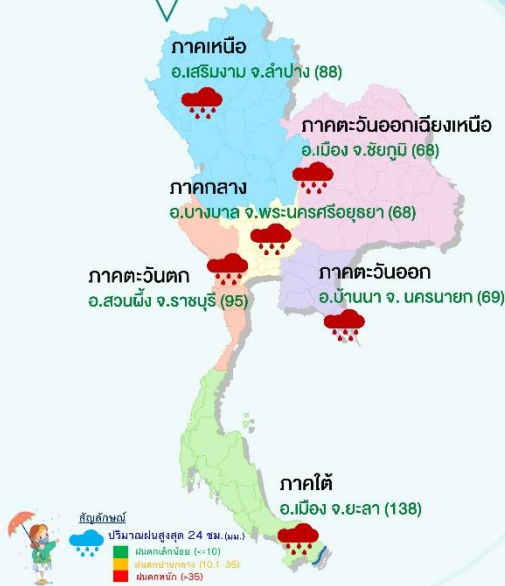 ภาคเหนือ
อ.เสริมงาม จ.ลำปาง (88)
ภาคตะวันออกเฉียงเหนือ
อ.เมือง จ.ชัยภูมิ (68)
ภาคกลาง
อ.บางบาล จ.พระนครศรีอยุธยา (68)
ภาคตะวันตก
อ.สวนผึ้ง จ.ราชบุรี (95)
ภาคตะวันออก
อ.บ้านนา จ. นครนายก (69)
ภาคใต้
อ.เมือง จ.ยะลา (138)
สัญลักษณ์
ปริมาณฝนสูงสุด 24 ชม.(มม.)
ฝนตกเล็กน้อย (<=10)
ฝนตกปานกลาง (10.1-35)
ฝนตกหนัก (>35)